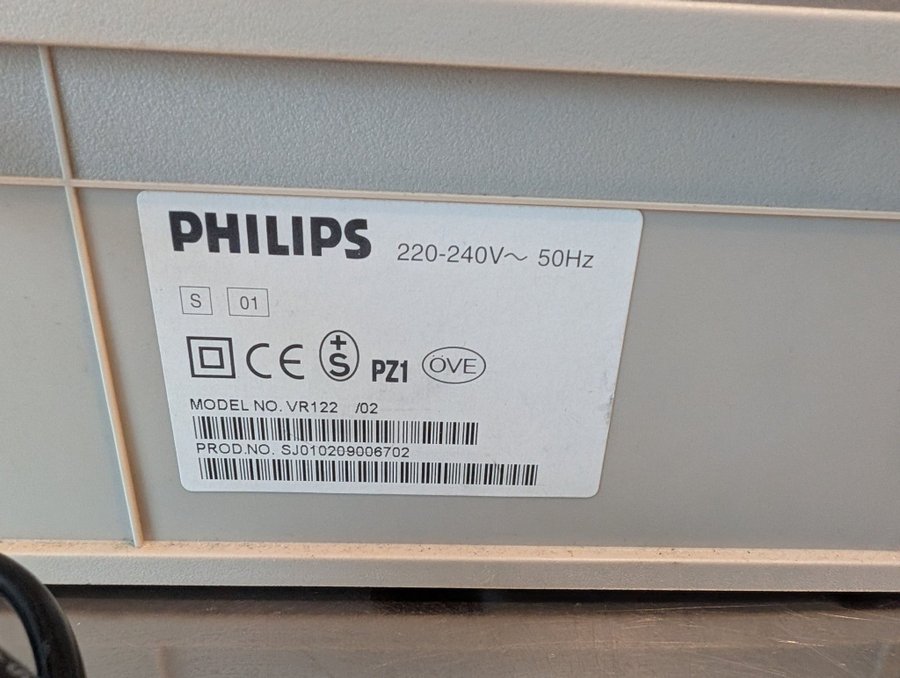 PHILIPS 220-240V~ 50Hz
S 01
CE +S PZ1 ÖVE
MODEL NO. VR122 /02
PROD.NO. SJ010209006702